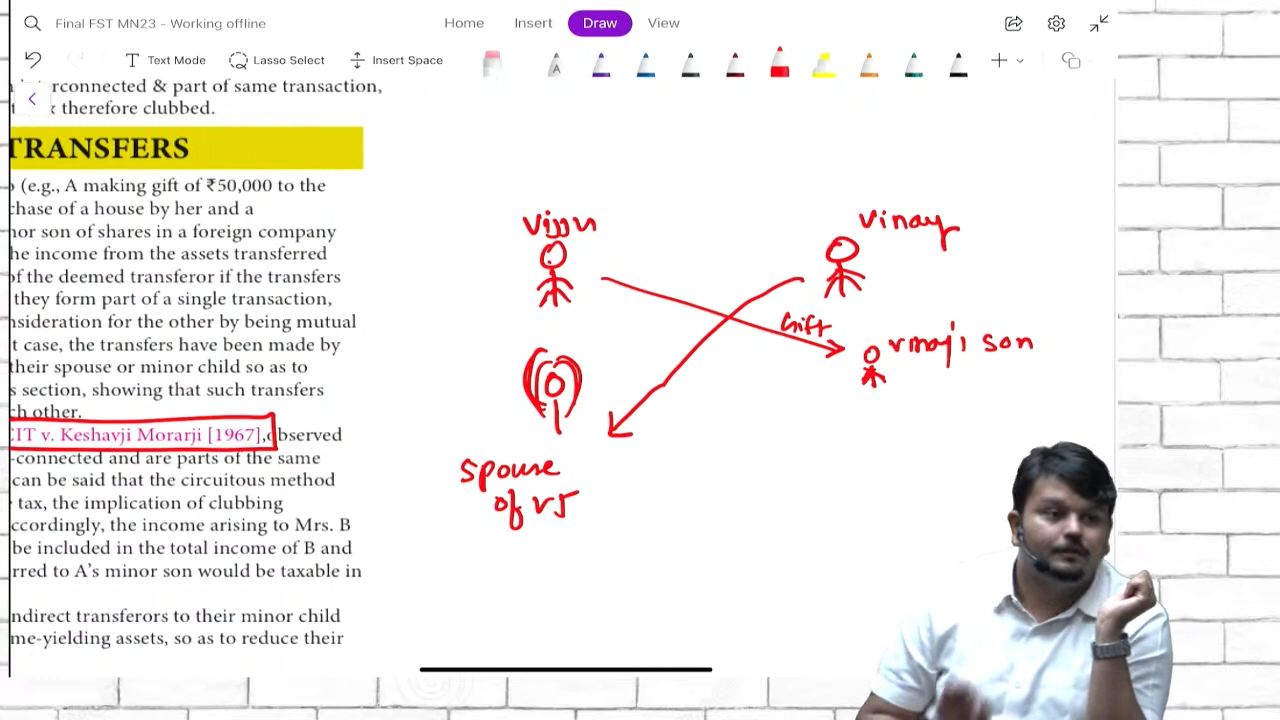 Final FST MN23 - Working offline
Home Insert Draw View
Text Mode Lasso Select Insert Space
A
rconnected & part of same transaction,
therefore clubbed.
TRANSFERS
(e.g., A making gift of ₹50,000 to the
chase of a house by her and a
nor son of shares in a foreign company
he income from the assets transferred
of the deemed transferor if the transfers
they form part of a single transaction,
nsideration for the other by being mutual
t case, the transfers have been made by
their spouse or minor child so as to
s section, showing that such transfers
ch other.
CIT v. Keshavji Morarji [1967], observed
-connected and are parts of the same
can be said that the circuitous method
tax, the implication of clubbing
ccordingly, the income arising to Mrs. B
be included in the total income of B and
rred to A's minor son would be taxable in
ndirect transferors to their minor child
me-yielding assets, so as to reduce their
vijju
vinay
Gift
son
spouse
of VJ